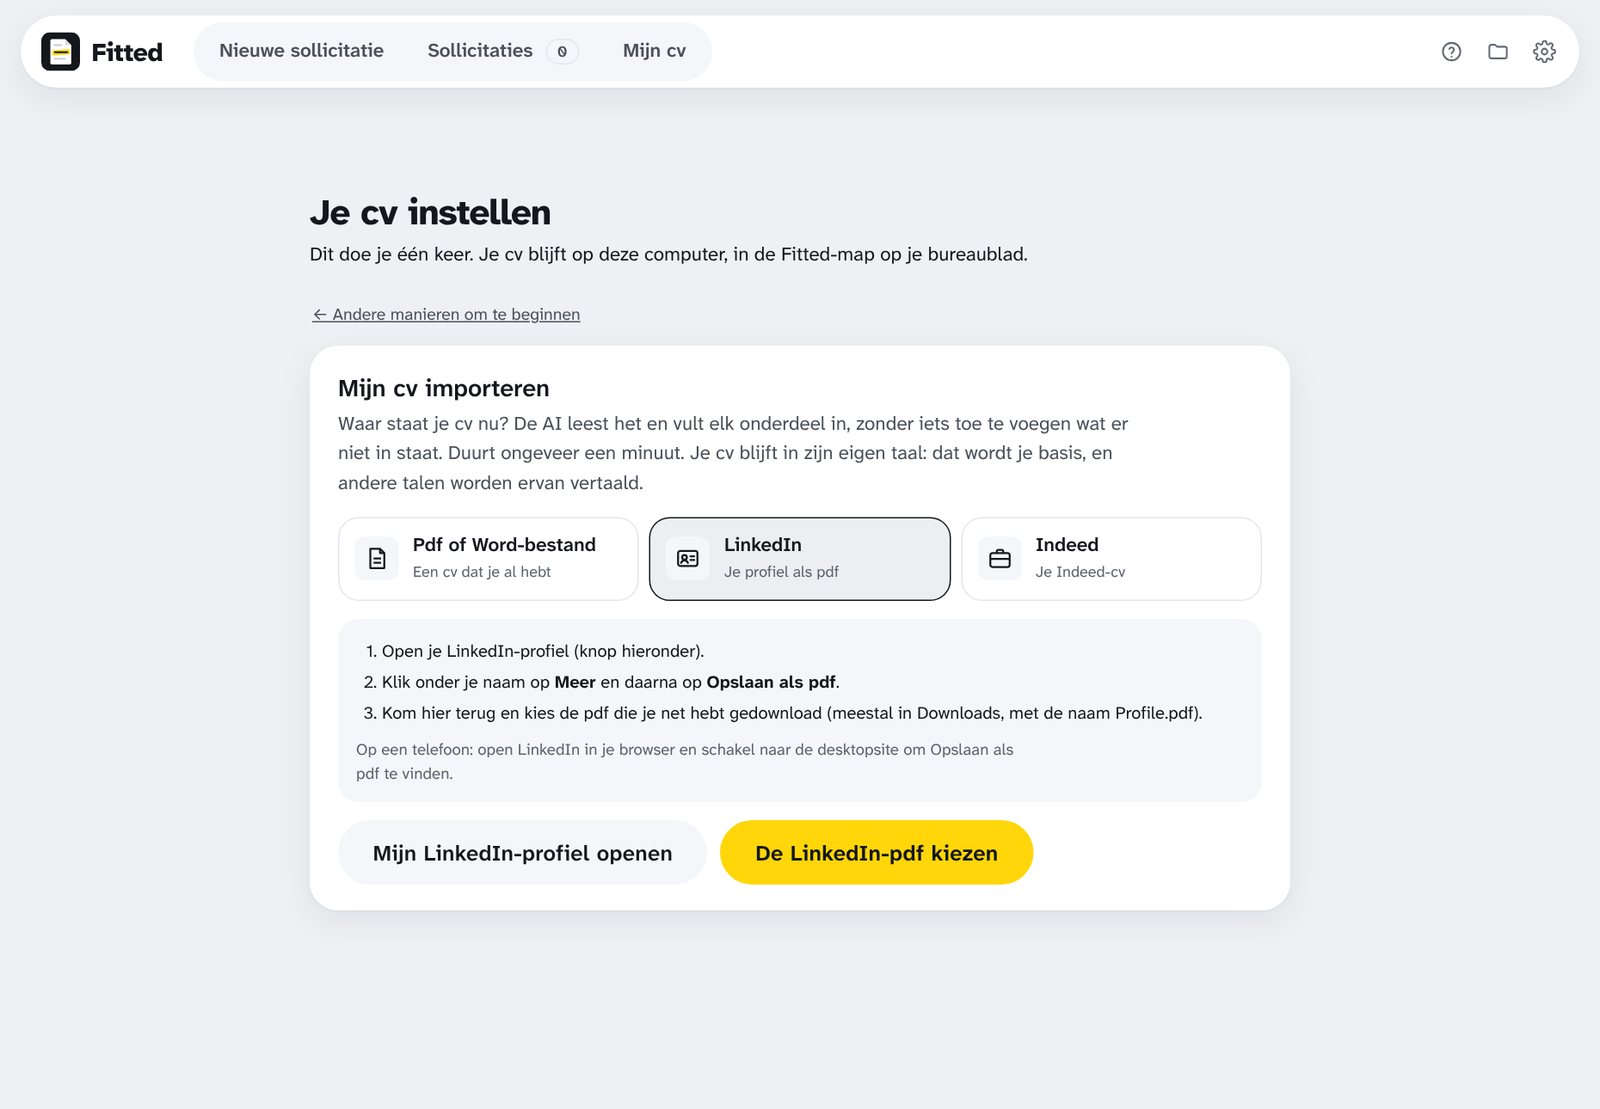 Fitted
Nieuwe sollicitatie
Sollicitaties 0
Mijn cv
Je cv instellen
Dit doe je één keer. Je cv blijft op deze computer, in de Fitted-map op je bureaublad.
← Andere manieren om te beginnen
Mijn cv importeren
Waar staat je cv nu? De AI leest het en vult elk onderdeel in, zonder iets toe te voegen wat er
niet in staat. Duurt ongeveer een minuut. Je cv blijft in zijn eigen taal: dat wordt je basis, en
andere talen worden ervan vertaald.
Pdf of Word-bestand
Een cv dat je al hebt
LinkedIn
Je profiel als pdf
Indeed
Je Indeed-cv
1. Open je LinkedIn-profiel (knop hieronder).
2. Klik onder je naam op Meer en daarna op Opslaan als pdf.
3. Kom hier terug en kies de pdf die je net hebt gedownload (meestal in Downloads, met de naam Profile.pdf).
Op een telefoon: open LinkedIn in je browser en schakel naar de desktopsite om Opslaan als
pdf te vinden.
Mijn LinkedIn-profiel openen
De LinkedIn-pdf kiezen